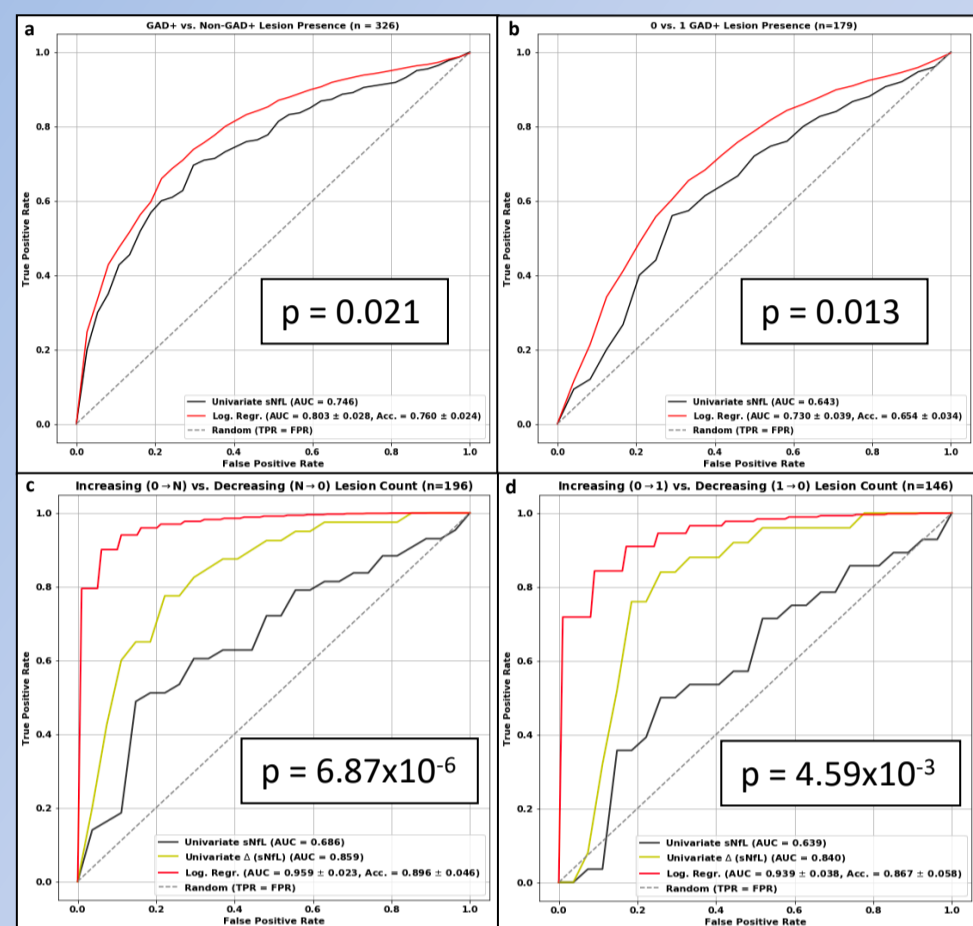 a
GAD+ vs. Non-GAD+ Lesion Presence (n = 326)
True Positive Rate
1.0
0.8
0.6
0.4
0.2
0.0
p = 0.021
Univariate sNfL (AUC = 0.746)
Log. Regr. (AUC = 0.803 ± 0.028, Acc. = 0.760 ± 0.024)
Random (TPR = FPR)
0.0 0.2 0.4 0.6 0.8 1.0
False Positive Rate
b
0 vs. 1 GAD+ Lesion Presence (n=179)
True Positive Rate
1.0
0.8
0.6
0.4
0.2
0.0
p = 0.013
Univariate sNfL (AUC = 0.643)
Log. Regr. (AUC = 0.730 ± 0.039, Acc. = 0.654 ± 0.034)
Random (TPR = FPR)
0.0 0.2 0.4 0.6 0.8 1.0
False Positive Rate
c
Increasing (0→N) vs. Decreasing (N→0) Lesion Count (n=196)
True Positive Rate
1.0
0.8
0.6
0.4
0.2
0.0
p = 6.87x10⁻⁶
Univariate sNfL (AUC = 0.686)
Univariate Δ (sNfL) (AUC = 0.859)
Log. Regr. (AUC = 0.959 ± 0.023, Acc. = 0.896 ± 0.046)
Random (TPR = FPR)
0.0 0.2 0.4 0.6 0.8 1.0
False Positive Rate
d
Increasing (0→1) vs. Decreasing (1→0) Lesion Count (n=146)
True Positive Rate
1.0
0.8
0.6
0.4
0.2
0.0
p = 4.59x10⁻³
Univariate sNfL (AUC = 0.639)
Univariate Δ (sNfL) (AUC = 0.840)
Log. Regr. (AUC = 0.939 ± 0.038, Acc. = 0.867 ± 0.058)
Random (TPR = FPR)
0.0 0.2 0.4 0.6 0.8 1.0
False Positive Rate